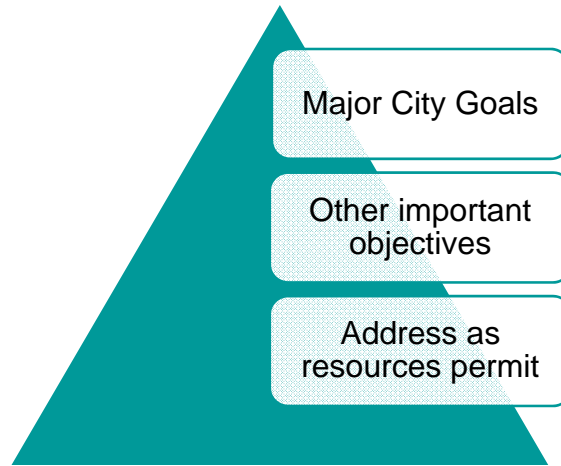 Major City Goals
Other important
objectives
Address as
resources permit